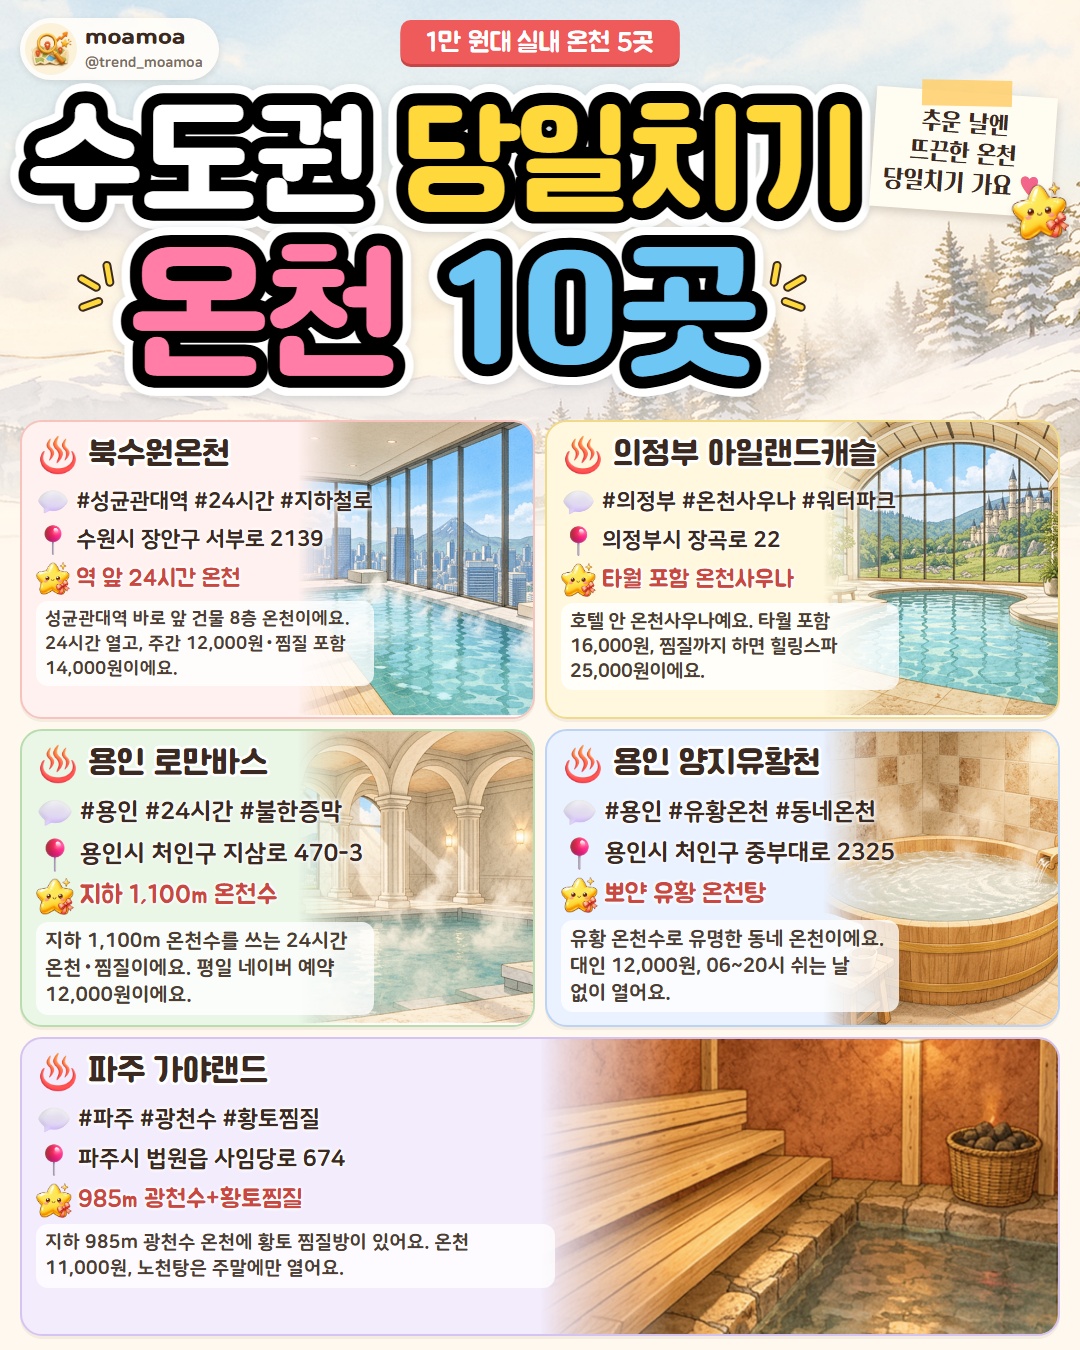 moamoa
@trend_moamoa
1만 원대 실내 온천 5곳
수도권 당일치기
온천 10곳
추운 날엔
뜨끈한 온천
당일치기 가요
북수원온천
#성균관대역 #24시간 #지하철로
수원시 장안구 서부로 2139
역 앞 24시간 온천
성균관대역 바로 앞 건물 8층 온천이에요.
24시간 열고, 주간 12,000원·찜질 포함
14,000원이에요.
의정부 아일랜드캐슬
#의정부 #온천사우나 #워터파크
의정부시 장곡로 22
타월 포함 온천사우나
호텔 안 온천사우나예요. 타월 포함
16,000원, 찜질까지 하면 힐링스파
25,000원이에요.
용인 로만바스
#용인 #24시간 #불한증막
용인시 처인구 지삼로 470-3
지하 1,100m 온천수
지하 1,100m 온천수를 쓰는 24시간
온천·찜질이에요. 평일 네이버 예약
12,000원이에요.
용인 양지유황천
#용인 #유황온천 #동네온천
용인시 처인구 중부대로 2325
뽀얀 유황 온천탕
유황 온천수로 유명한 동네 온천이에요.
대인 12,000원, 06~20시 쉬는 날
없이 열어요.
파주 가야랜드
#파주 #광천수 #황토찜질
파주시 법원읍 사임당로 674
985m 광천수+황토찜질
지하 985m 광천수 온천에 황토 찜질방이 있어요. 온천
11,000원, 노천탕은 주말에만 열어요.